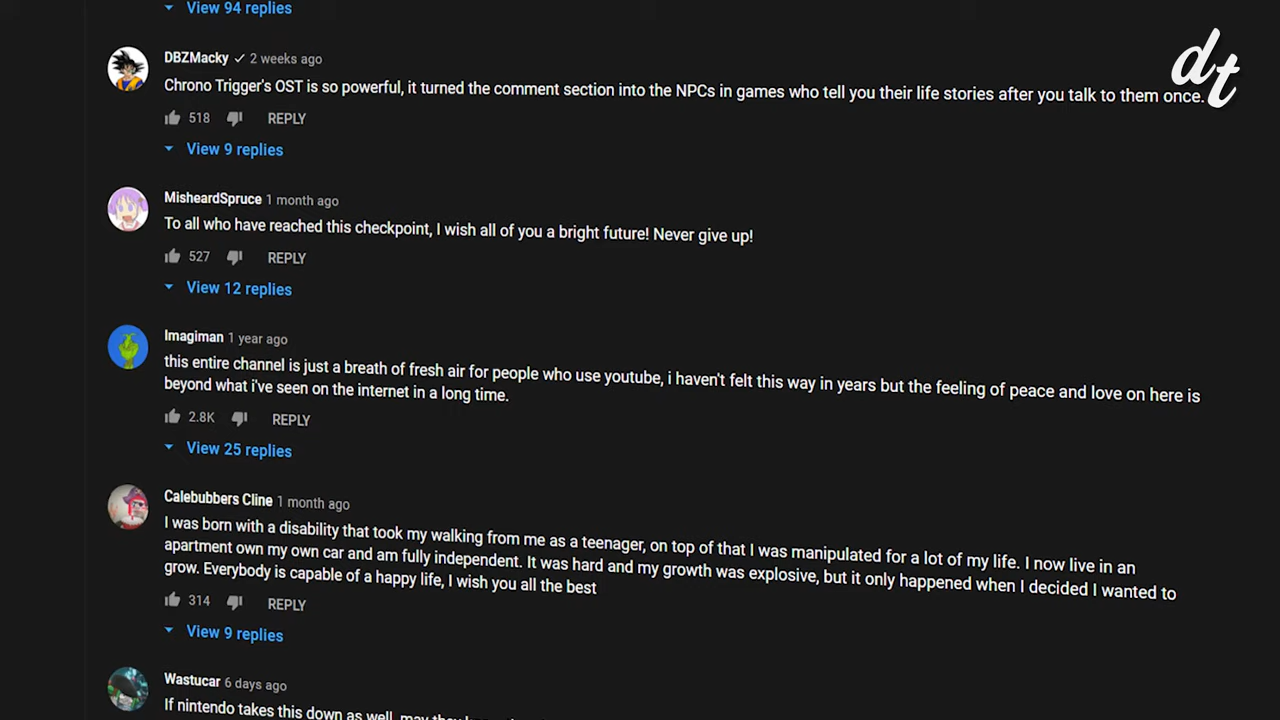 View 94 replies
dt
DBZMacky 2 weeks ago
Chrono Trigger's OST is so powerful, it turned the comment section into the NPCs in games who tell you their life stories after you talk to them once.
518 REPLY
View 9 replies
MisheardSpruce 1 month ago
To all who have reached this checkpoint, I wish all of you a bright future! Never give up!
527 REPLY
View 12 replies
Imagiman 1 year ago
this entire channel is just a breath of fresh air for people who use youtube, i haven't felt this way in years but the feeling of peace and love on here is
beyond what i've seen on the internet in a long time.
2.8K REPLY
View 25 replies
Calebubbers Cline 1 month ago
I was born with a disability that took my walking from me as a teenager, on top of that I was manipulated for a lot of my life. I now live in an
apartment own my own car and am fully independent. It was hard and my growth was explosive, but it only happened when I decided I wanted to
grow. Everybody is capable of a happy life, I wish you all the best
314 REPLY
View 9 replies
Wastucar 6 days ago
If nintendo takes this down as well, may they